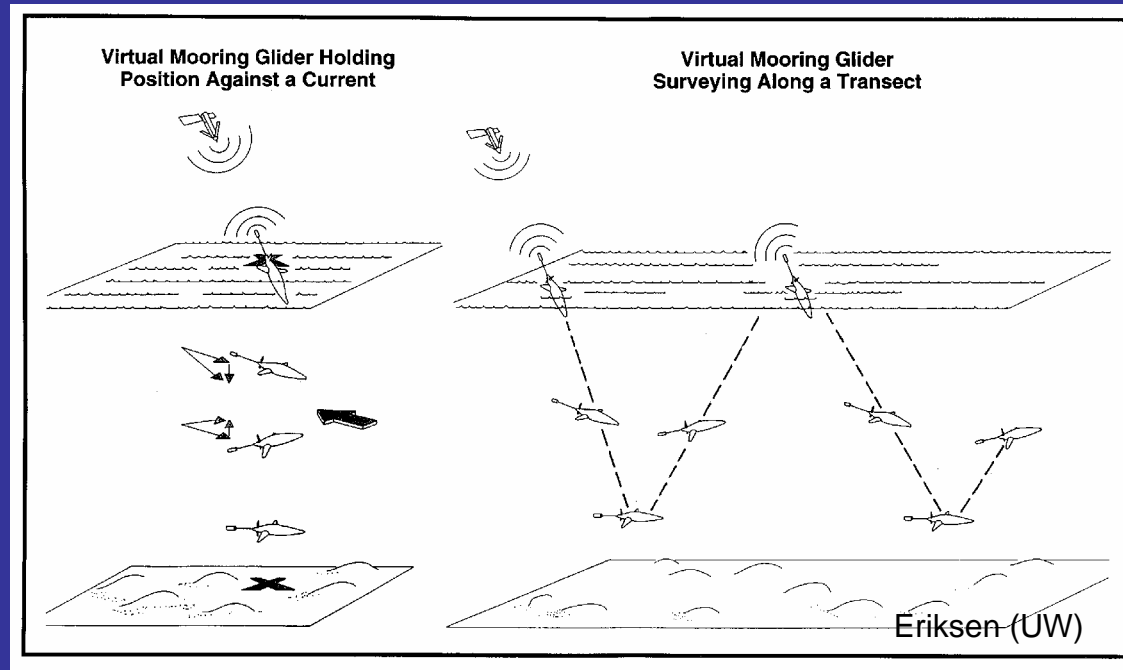 Virtual Mooring Glider Holding
Position Against a Current
Virtual Mooring Glider
Surveying Along a Transect
Eriksen (UW)